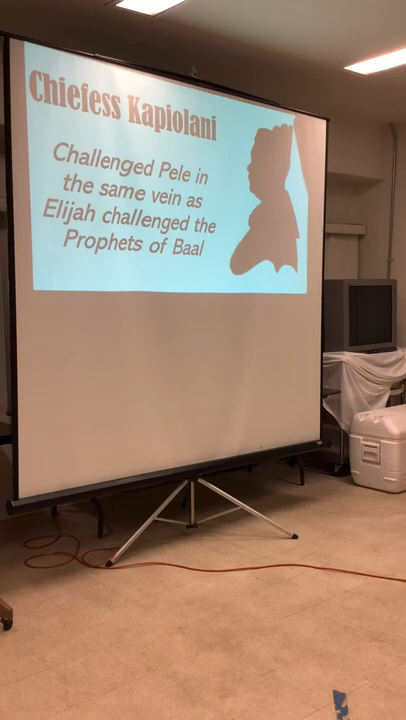 Chiefess Kapiolani
Challenged Pele in
the same vein as
Elijah challenged the
Prophets of Baal